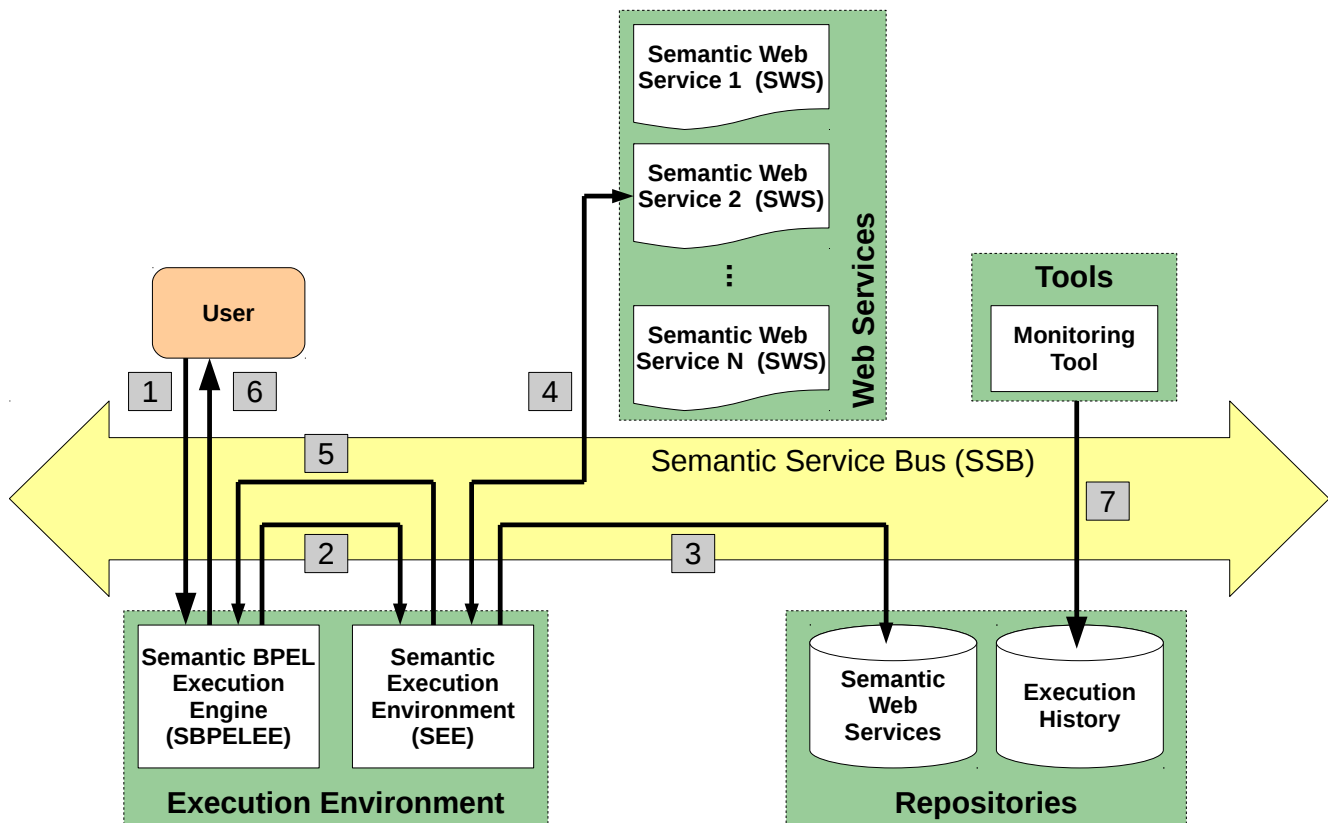 Semantic Web
Service 1  (SWS)
Semantic Web
Service 2  (SWS)
...
Semantic Web
Service N  (SWS)
Web Services
User
Tools
Monitoring
Tool
1
6
4
5
Semantic Service Bus (SSB)
7
2
3
Semantic BPEL
Execution
Engine
(SBPELEE)
Semantic
Execution
Environment
(SEE)
Execution Environment
Semantic
Web
Services
Execution
History
Repositories